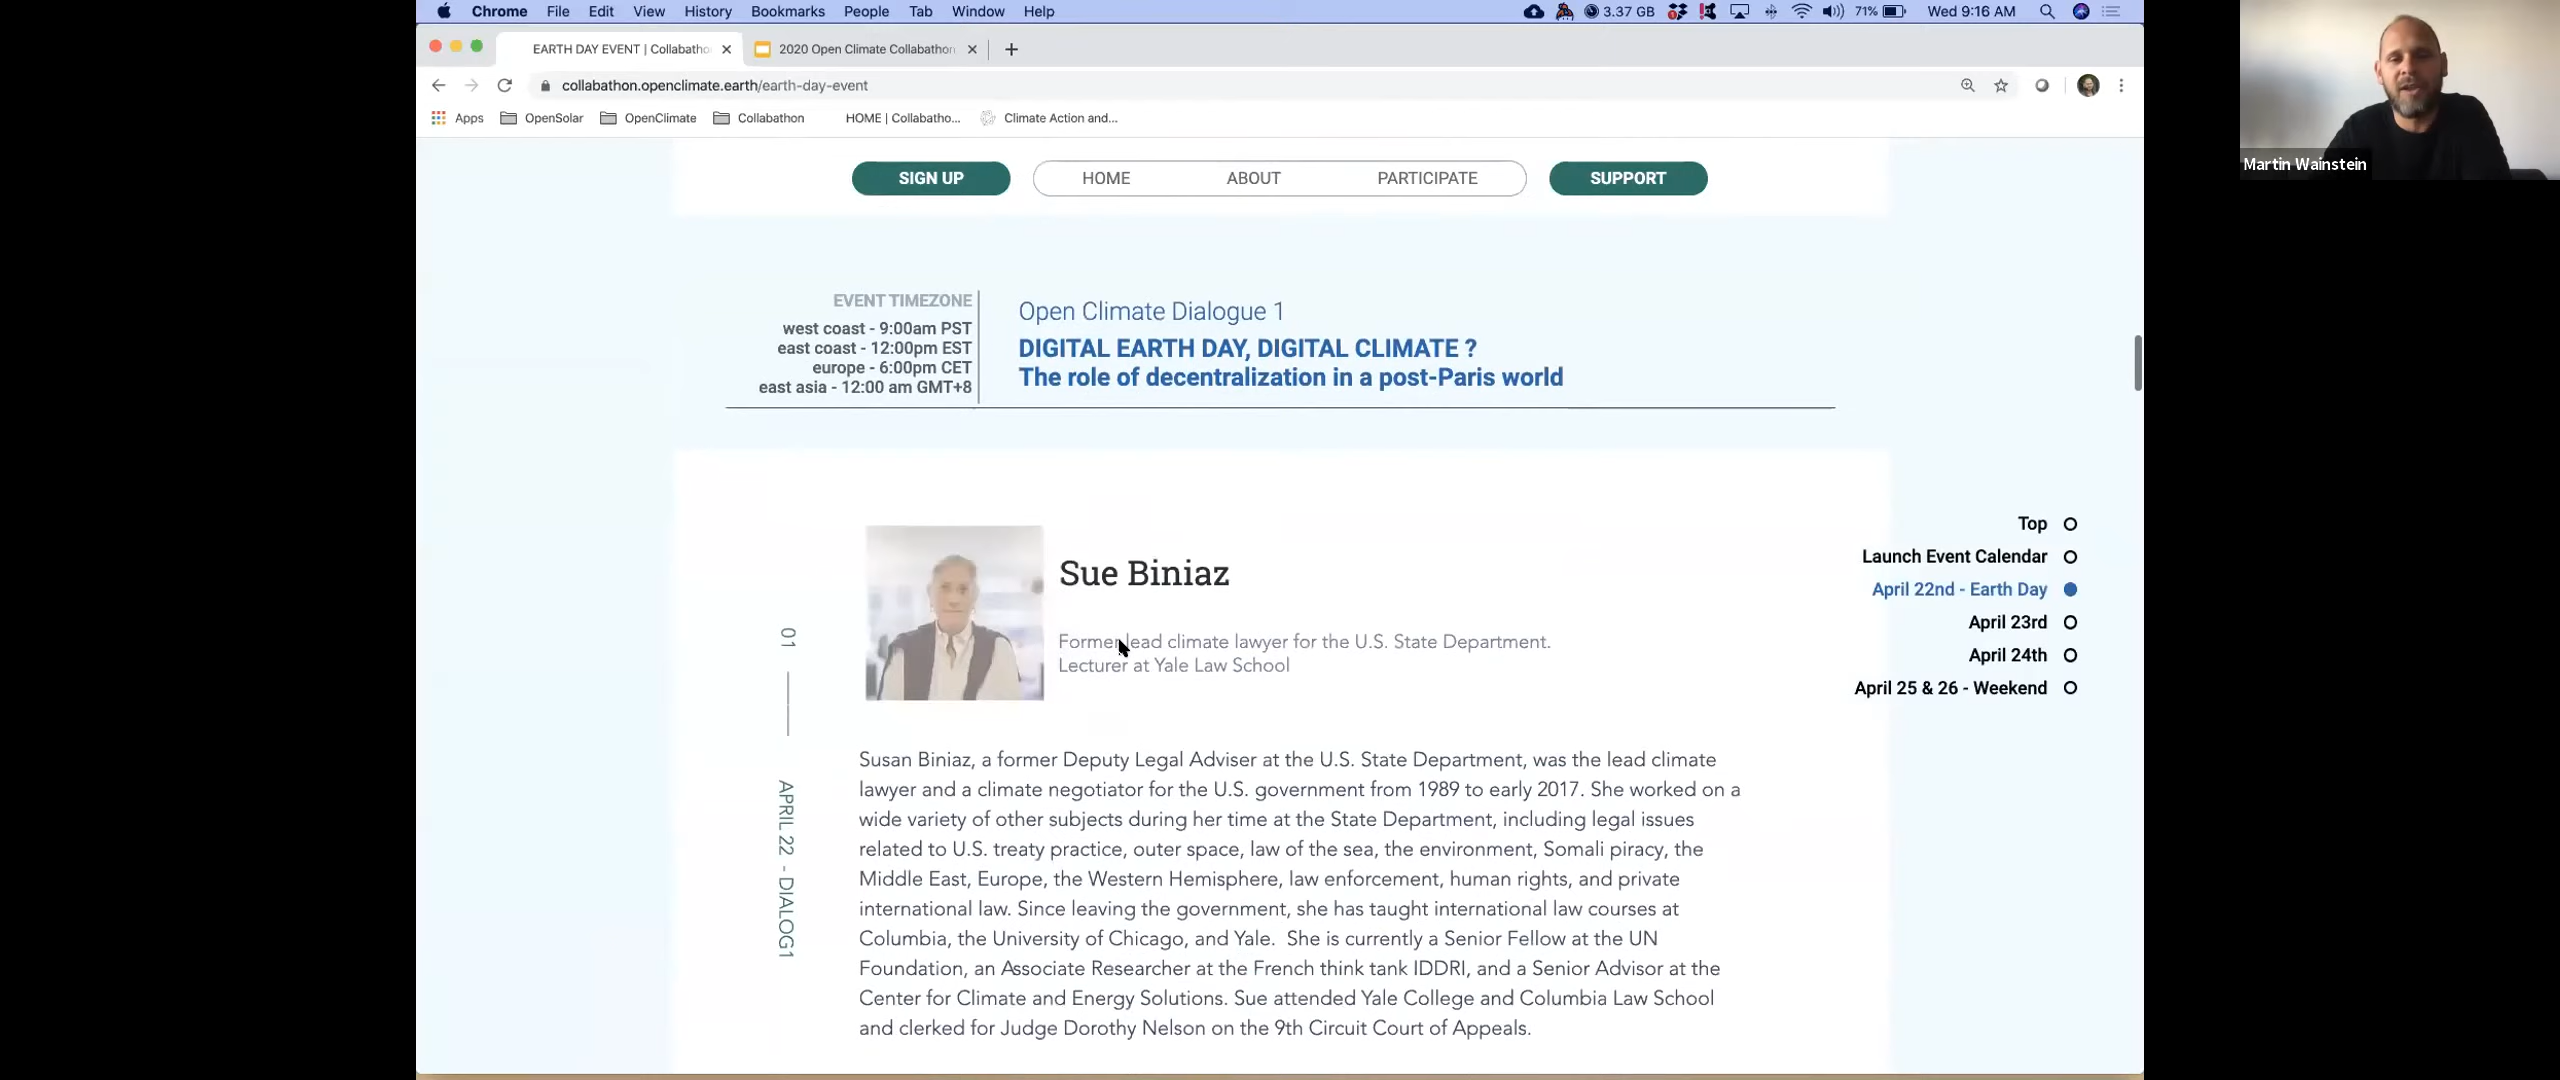 Chrome File Edit View History Bookmarks People Tab Window Help
3.37 GB 71% Wed 9:16 AM
EARTH DAY EVENT | Collabatho
2020 Open Climate Collabathon
collabathon.openclimate.earth/earth-day-event
Apps OpenSolar OpenClimate Collabathon HOME | Collabatho... Climate Action and...
Martin Wainstein
SIGN UP HOME ABOUT PARTICIPATE SUPPORT
EVENT TIMEZONE
west coast - 9:00am PST
east coast - 12:00pm EST
europe - 6:00pm CET
east asia - 12:00 am GMT+8
Open Climate Dialogue 1
DIGITAL EARTH DAY, DIGITAL CLIMATE ?
The role of decentralization in a post-Paris world
Top
Launch Event Calendar
April 22nd - Earth Day
April 23rd
April 24th
April 25 & 26 - Weekend
01
APRIL 22 - DIALOG1
Sue Biniaz
Former lead climate lawyer for the U.S. State Department.
Lecturer at Yale Law School
Susan Biniaz, a former Deputy Legal Adviser at the U.S. State Department, was the lead climate
lawyer and a climate negotiator for the U.S. government from 1989 to early 2017. She worked on a
wide variety of other subjects during her time at the State Department, including legal issues
related to U.S. treaty practice, outer space, law of the sea, the environment, Somali piracy, the
Middle East, Europe, the Western Hemisphere, law enforcement, human rights, and private
international law. Since leaving the government, she has taught international law courses at
Columbia, the University of Chicago, and Yale.  She is currently a Senior Fellow at the UN
Foundation, an Associate Researcher at the French think tank IDDRI, and a Senior Advisor at the
Center for Climate and Energy Solutions. Sue attended Yale College and Columbia Law School
and clerked for Judge Dorothy Nelson on the 9th Circuit Court of Appeals.